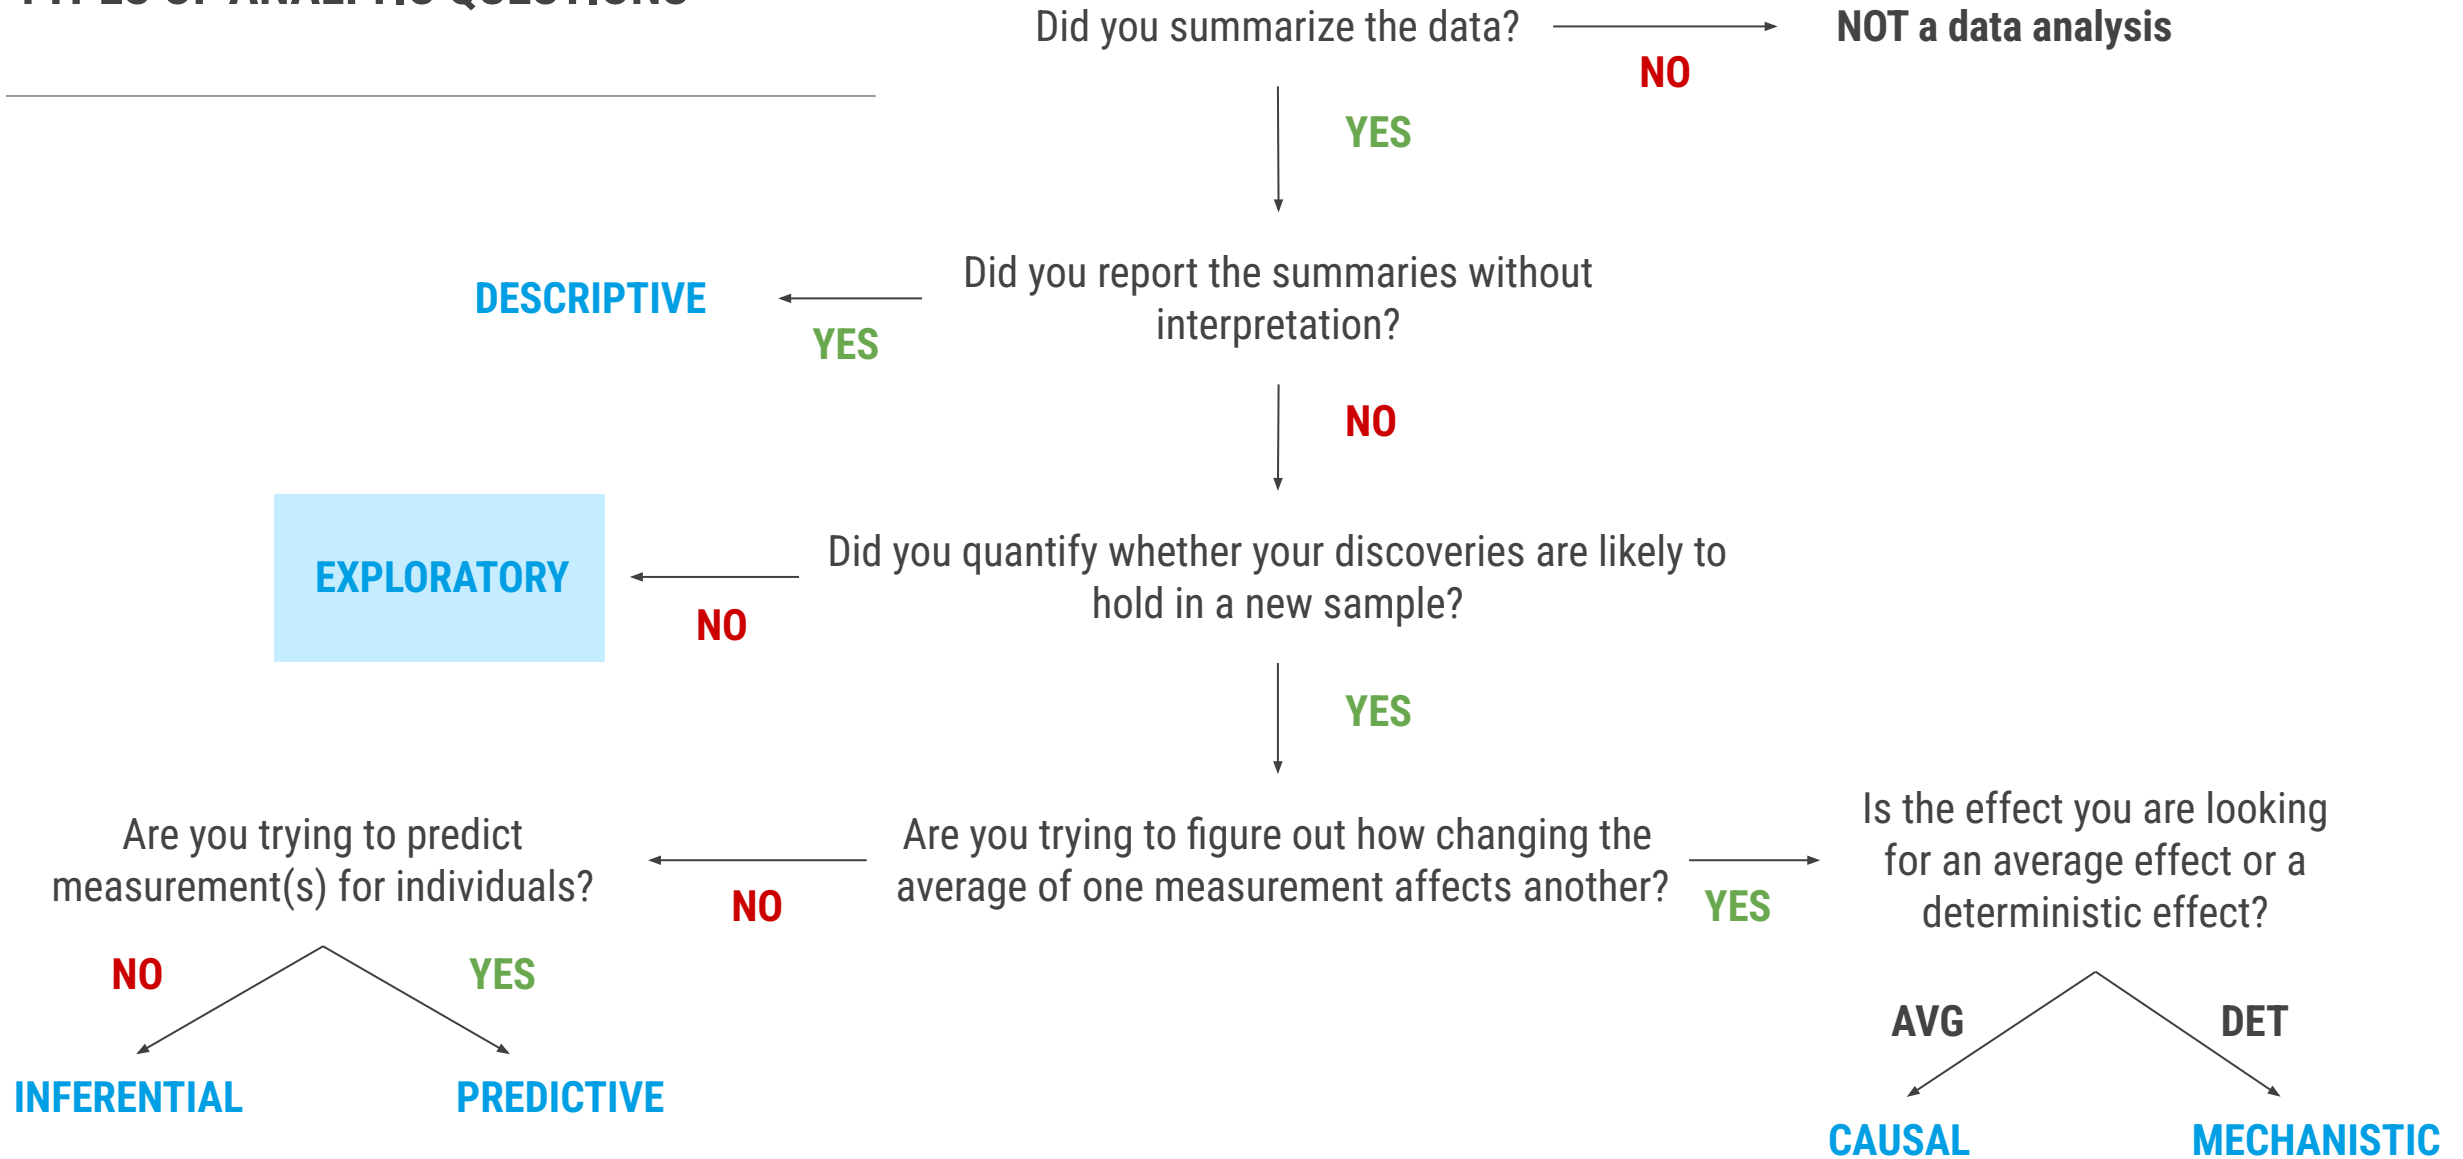 TYPES OF ANALYTIC QUESTIONS
Did you summarize the data?
NOT a data analysis
NO
YES
Did you report the summaries without
interpretation?
DESCRIPTIVE
YES
NO
Did you quantify whether your discoveries are likely to
hold in a new sample?
EXPLORATORY
NO
YES
Are you trying to predict
measurement(s) for individuals?
Are you trying to figure out how changing the
average of one measurement affects another?
Is the effect you are looking
for an average effect or a
deterministic effect?
NO
YES
NO
YES
AVG
DET
INFERENTIAL
PREDICTIVE
CAUSAL
MECHANISTIC